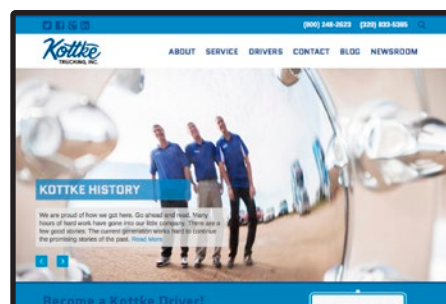 (800) 248-2623 (320) 833-5385
Kottke
TRUCKING, INC.
ABOUT SERVICE DRIVERS CONTACT BLOG NEWSROOM
KOTTKE HISTORY
We are proud of how we got here. Go ahead and read. Many
hours of hard work have gone into our little company. There are a
few good stories. The current generation works hard to continue
the promising stories of the past. Read More
Become a Kottke Driver!